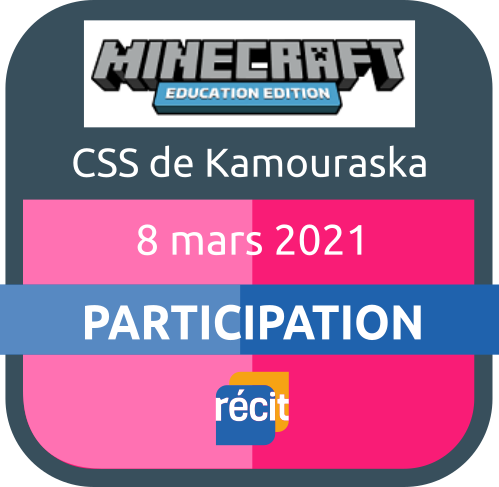 MINECRAFT
EDUCATION EDITION
CSS de Kamouraska
8 mars 2021
PARTICIPATION
récit